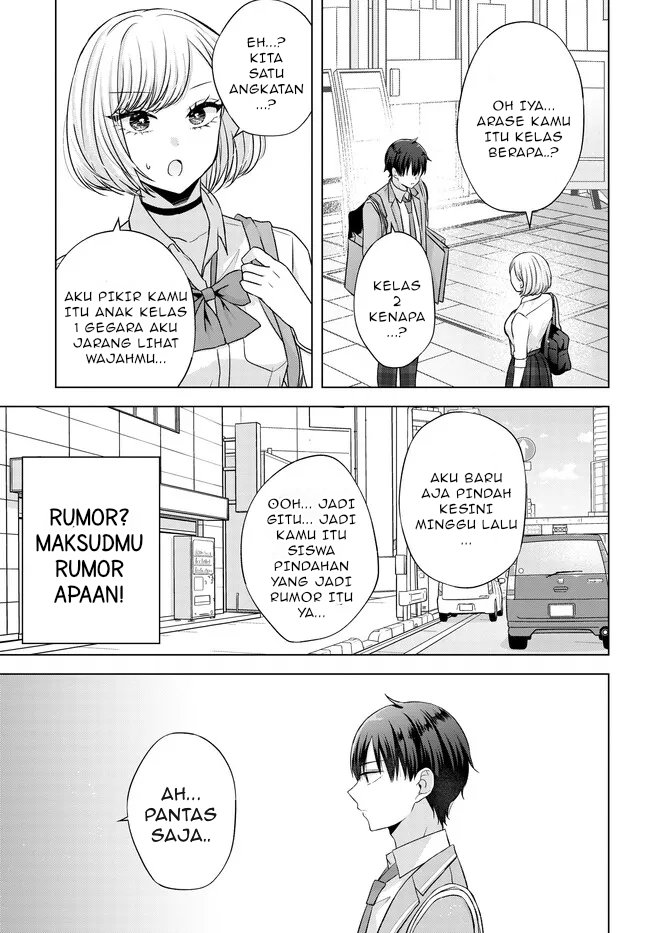 OH IYA...
ARASE KAMU
ITU KELAS
BERAPA..?
KELAS
2
KENAPA
...?
EH...?
KITA
SATU
ANGKATAN
...?
AKU PIKIR KAMU
ITU ANAK KELAS
1 GEGARA AKU
JARANG LIHAT
WAJAHMU...
AKU BARU
AJA PINDAH
KESINI
MINGGU LALU
...
OOH... JADI
GITU... JADI
KAMU ITU
SISWA
PINDAHAN
YANG JADI
RUMOR ITU
YA...
RUMOR?
MAKSUDMU
RUMOR
APAAN!
AH...
PANTAS
SAJA..